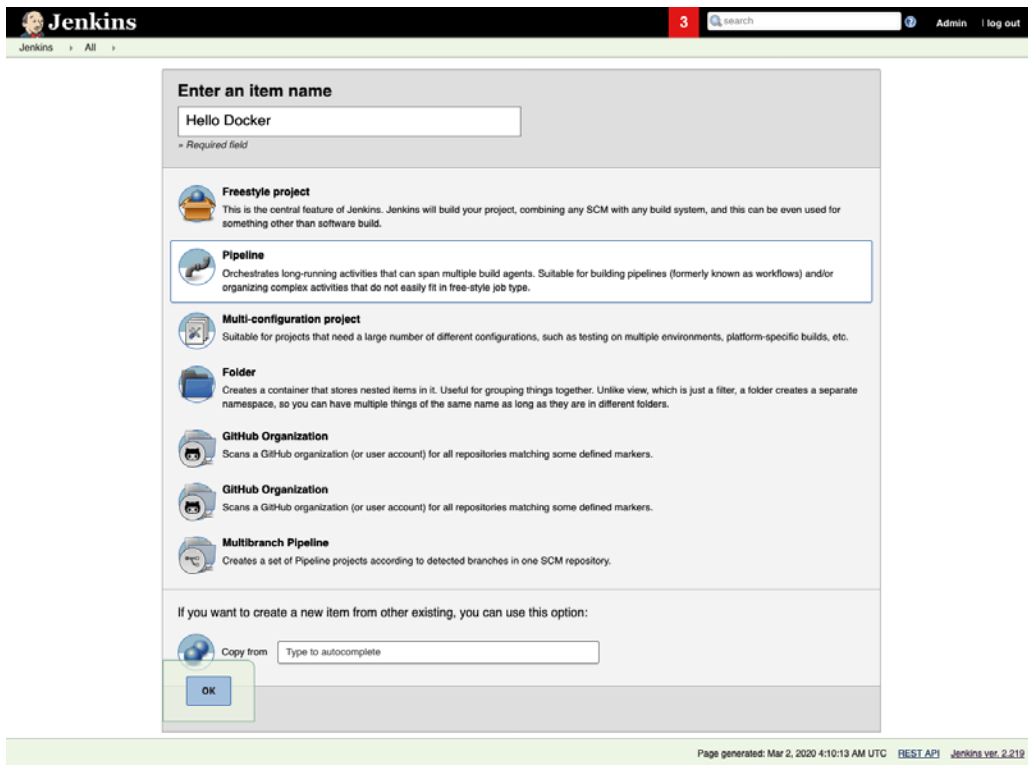 Jenkins
3
search
Admin
| log out
Jenkins
All
Enter an item name
Hello Docker
» Required field
Freestyle project
This is the central feature of Jenkins. Jenkins will build your project, combining any SCM with any build system, and this can be even used for
something other than software build.
Pipeline
Orchestrates long-running activities that can span multiple build agents. Suitable for building pipelines (formerly known as workflows) and/or
organizing complex activities that do not easily fit in free-style job type.
Multi-configuration project
Suitable for projects that need a large number of different configurations, such as testing on multiple environments, platform-specific builds, etc.
Folder
Creates a container that stores nested items in it. Useful for grouping things together. Unlike view, which is just a filter, a folder creates a separate
namespace, so you can have multiple things of the same name as long as they are in different folders.
GitHub Organization
Scans a GitHub organization (or user account) for all repositories matching some defined markers.
GitHub Organization
Scans a GitHub organization (or user account) for all repositories matching some defined markers.
Multibranch Pipeline
Creates a set of Pipeline projects according to detected branches in one SCM repository.
If you want to create a new item from other existing, you can use this option:
Copy from
Type to autocomplete
OK
Page generated: Mar 2, 2020 4:10:13 AM UTC
REST API
Jenkins ver. 2.219